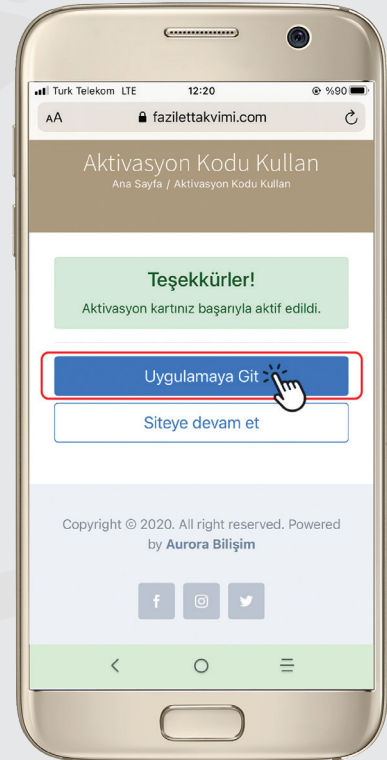 Turk Telekom LTE 12:20 %90
AA fazilettakvimi.com
Aktivasyon Kodu Kullan
Ana Sayfa / Aktivasyon Kodu Kullan
Teşekkürler!
Aktivasyon kartınız başarıyla aktif edildi.
Uygulamaya Git
Siteye devam et
Copyright © 2020. All right reserved. Powered
by Aurora Bilişim